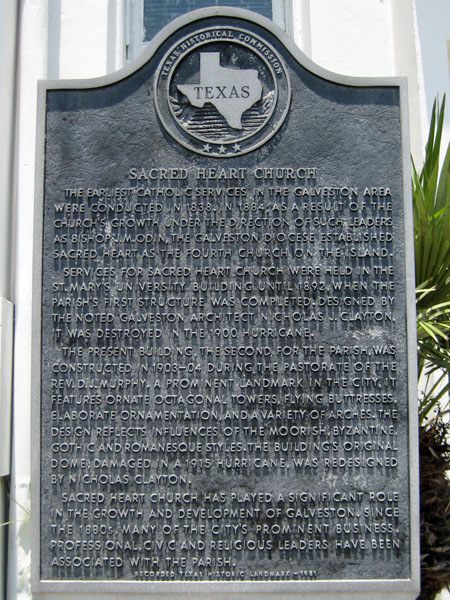 TEXAS HISTORICAL COMMISSION
TEXAS
SACRED HEART CHURCH
THE EARLIEST CATHOLIC SERVICES IN THE GALVESTON AREA
WERE CONDUCTED IN 1838. IN 1884, AS A RESULT OF THE
CHURCH'S GROWTH UNDER THE DIRECTION OF SUCH LEADERS
AS BISHOP J. M. ODIN, THE GALVESTON DIOCESE ESTABLISHED
SACRED HEART AS THE FOURTH CHURCH ON THE ISLAND.
SERVICES FOR SACRED HEART CHURCH WERE HELD IN THE
ST. MARY'S UNIVERSITY BUILDING UNTIL 1892, WHEN THE
PARISH'S FIRST STRUCTURE WAS COMPLETED. DESIGNED BY
THE NOTED GALVESTON ARCHITECT NICHOLAS J. CLAYTON,
IT WAS DESTROYED IN THE 1900 HURRICANE.
THE PRESENT BUILDING, THE SECOND FOR THE PARISH, WAS
CONSTRUCTED IN 1903-04 DURING THE PASTORATE OF THE
REV. D. J. MURPHY. A PROMINENT LANDMARK IN THE CITY, IT
FEATURES ORNATE OCTAGONAL TOWERS, FLYING BUTTRESSES,
ELABORATE ORNAMENTATION, AND A VARIETY OF ARCHES. THE
DESIGN REFLECTS INFLUENCES OF THE MOORISH, BYZANTINE,
GOTHIC AND ROMANESQUE STYLES. THE BUILDING'S ORIGINAL
DOME, DAMAGED IN A 1915 HURRICANE, WAS REDESIGNED
BY NICHOLAS CLAYTON.
SACRED HEART CHURCH HAS PLAYED A SIGNIFICANT ROLE
IN THE GROWTH AND DEVELOPMENT OF GALVESTON. SINCE
THE 1880s, MANY OF THE CITY'S PROMINENT BUSINESS,
PROFESSIONAL, CIVIC AND RELIGIOUS LEADERS HAVE BEEN
ASSOCIATED WITH THE PARISH.
RECORDED TEXAS HISTORIC LANDMARK - 1981